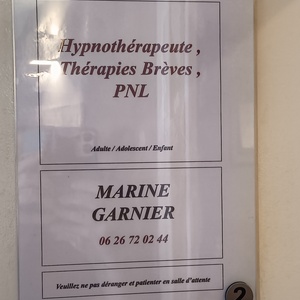 Hypnothérapeute ,
Thérapies Brèves ,
PNL
Adulte / Adolescent / Enfant
MARINE
GARNIER
06 26 72 02 44
Veuillez ne pas déranger et patienter en salle d'attente
2